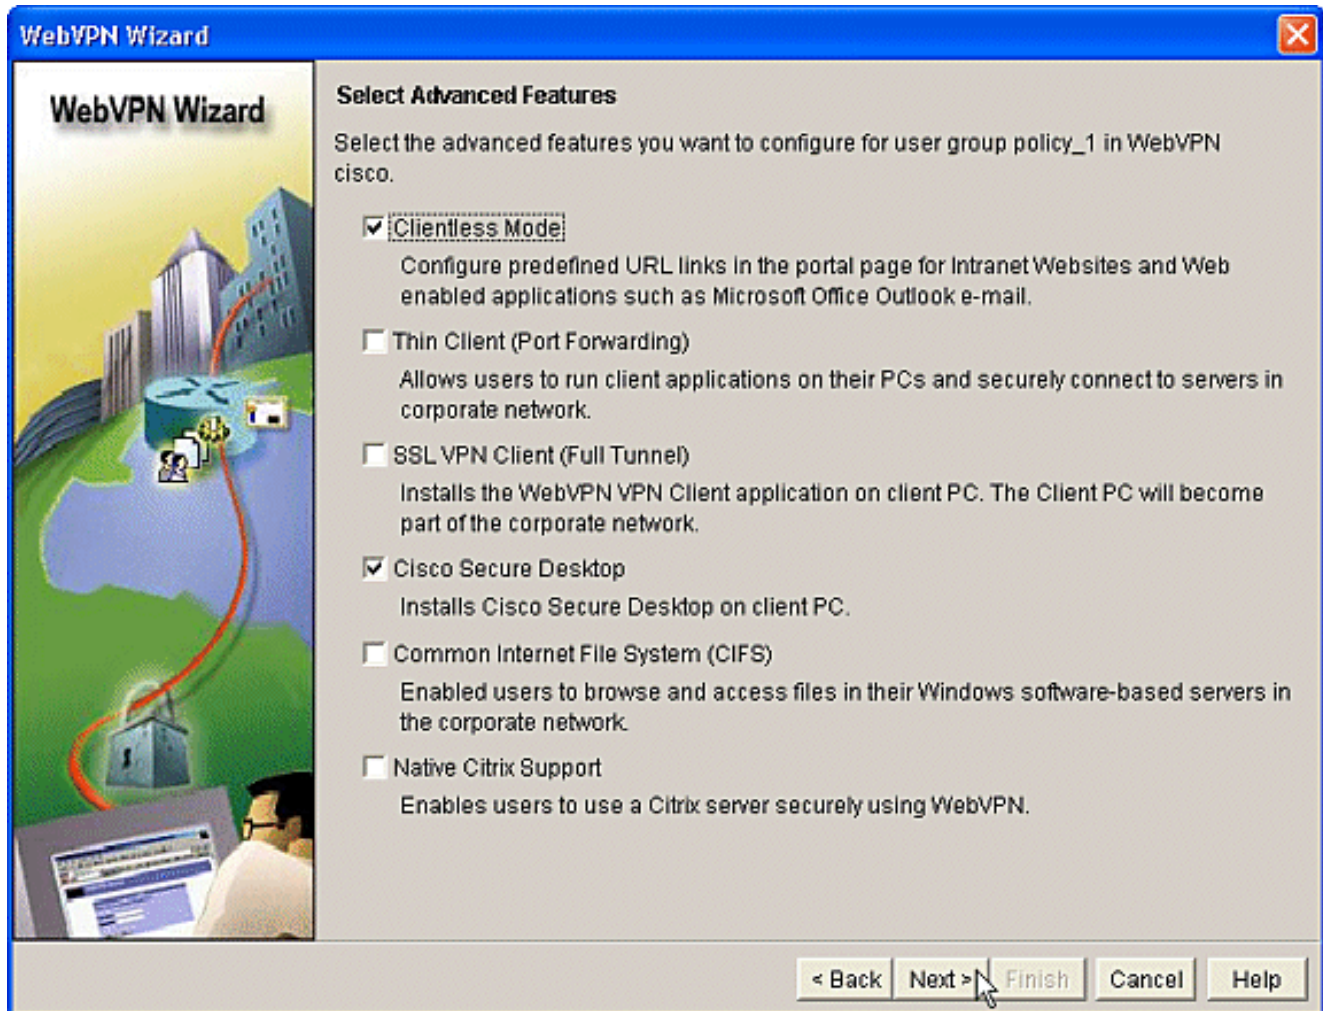 WebVPN Wizard
WebVPN Wizard
Select Advanced Features
Select the advanced features you want to configure for user group policy_1 in WebVPN
cisco.
Clientless Mode
Configure predefined URL links in the portal page for Intranet Websites and Web
enabled applications such as Microsoft Office Outlook e-mail.
Thin Client (Port Forwarding)
Allows users to run client applications on their PCs and securely connect to servers in
corporate network.
SSL VPN Client (Full Tunnel)
Installs the WebVPN VPN Client application on client PC. The Client PC will become
part of the corporate network.
Cisco Secure Desktop
Installs Cisco Secure Desktop on client PC.
Common Internet File System (CIFS)
Enabled users to browse and access files in their Windows software-based servers in
the corporate network.
Native Citrix Support
Enables users to use a Citrix server securely using WebVPN.
< Back Next > Finish Cancel Help